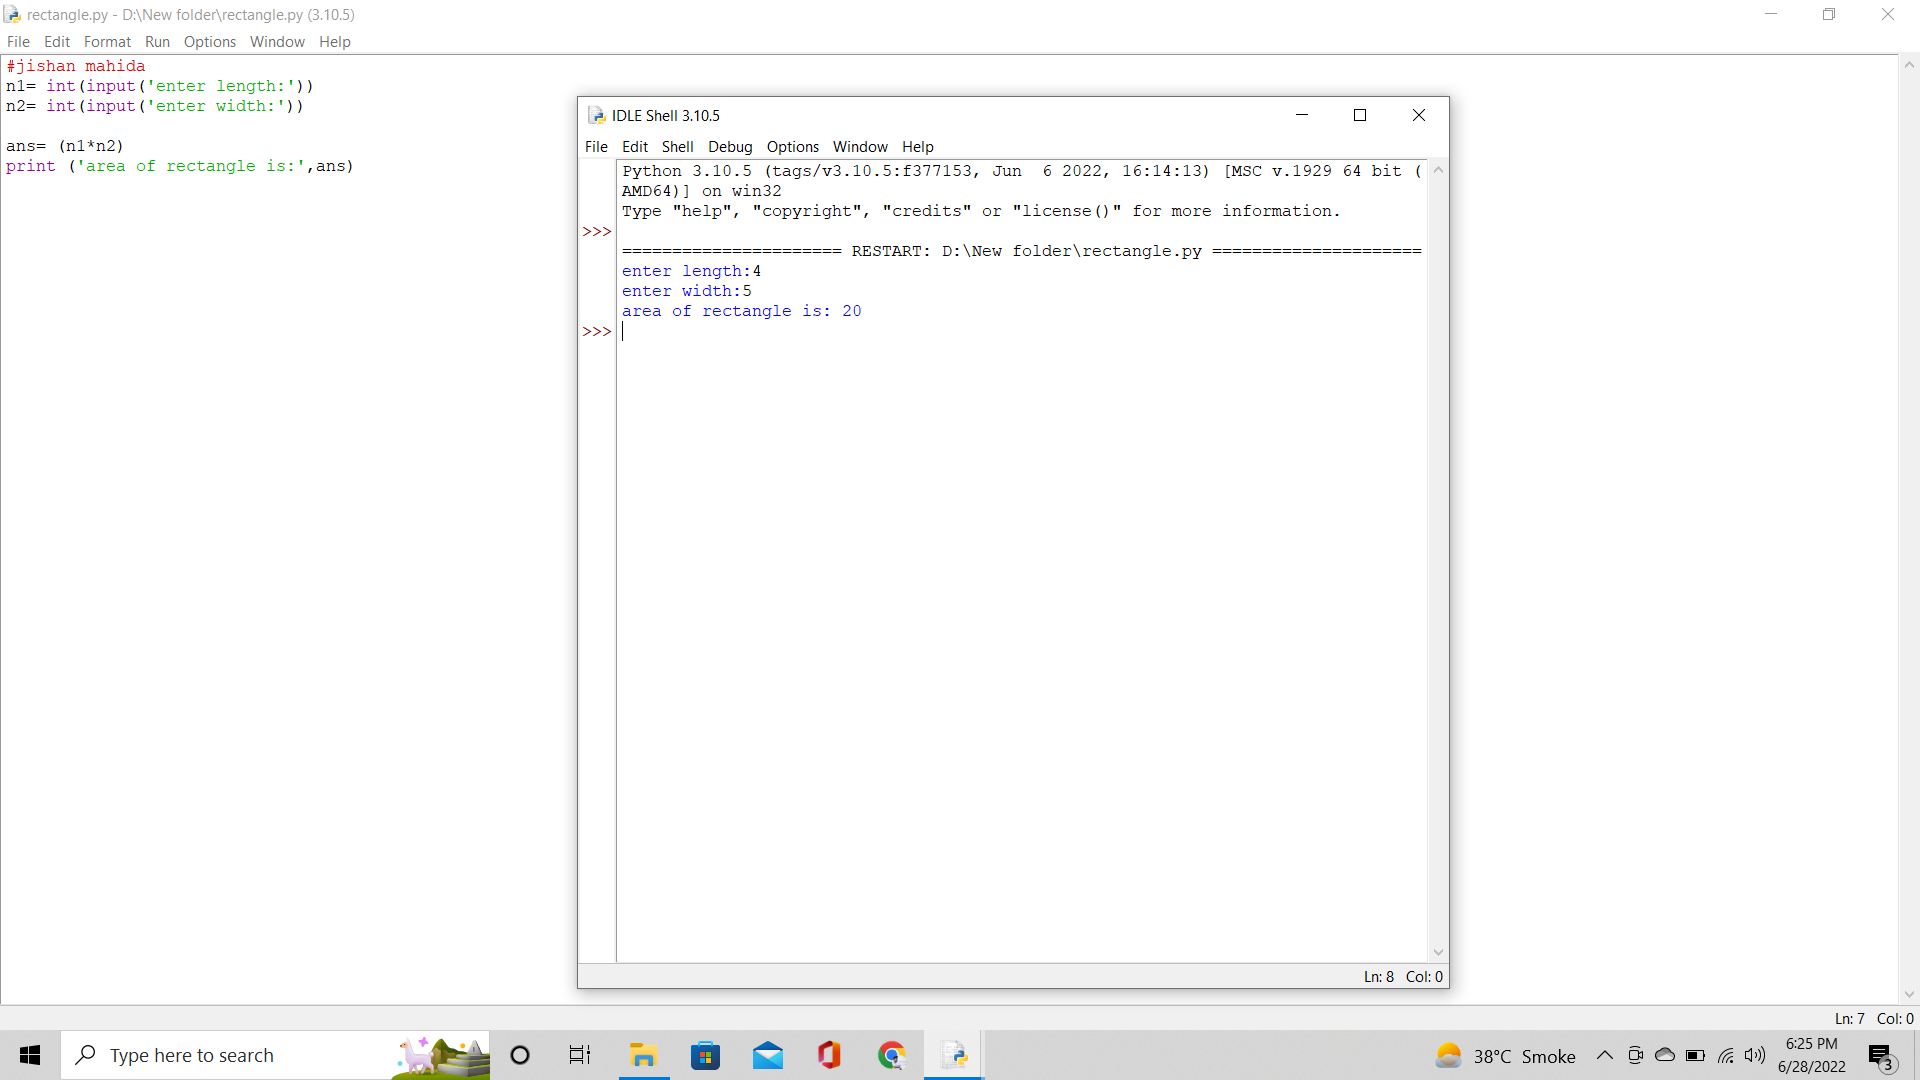 rectangle.py - D:\New folder\rectangle.py (3.10.5)
File Edit Format Run Options Window Help
#jishan mahida
n1= int(input('enter length:'))
n2= int(input('enter width:'))
ans= (n1*n2)
print ('area of rectangle is:',ans)
IDLE Shell 3.10.5
File Edit Shell Debug Options Window Help
Python 3.10.5 (tags/v3.10.5:f377153, Jun  6 2022, 16:14:13) [MSC v.1929 64 bit (
AMD64)] on win32
Type "help", "copyright", "credits" or "license()" for more information.
>>>
====================== RESTART: D:\New folder\rectangle.py =====================
enter length:4
enter width:5
area of rectangle is: 20
>>>
Ln: 8 Col: 0
Ln: 7 Col: 0
Type here to search
38°C Smoke
6:25 PM
6/28/2022
3